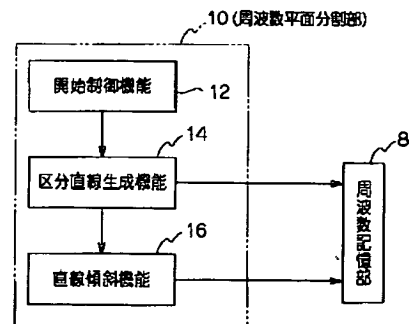 10(周波数平面分割部)
開始制御機能
12
14
8
区分直線生成機能
周波数記憶部
16
直線傾斜機能